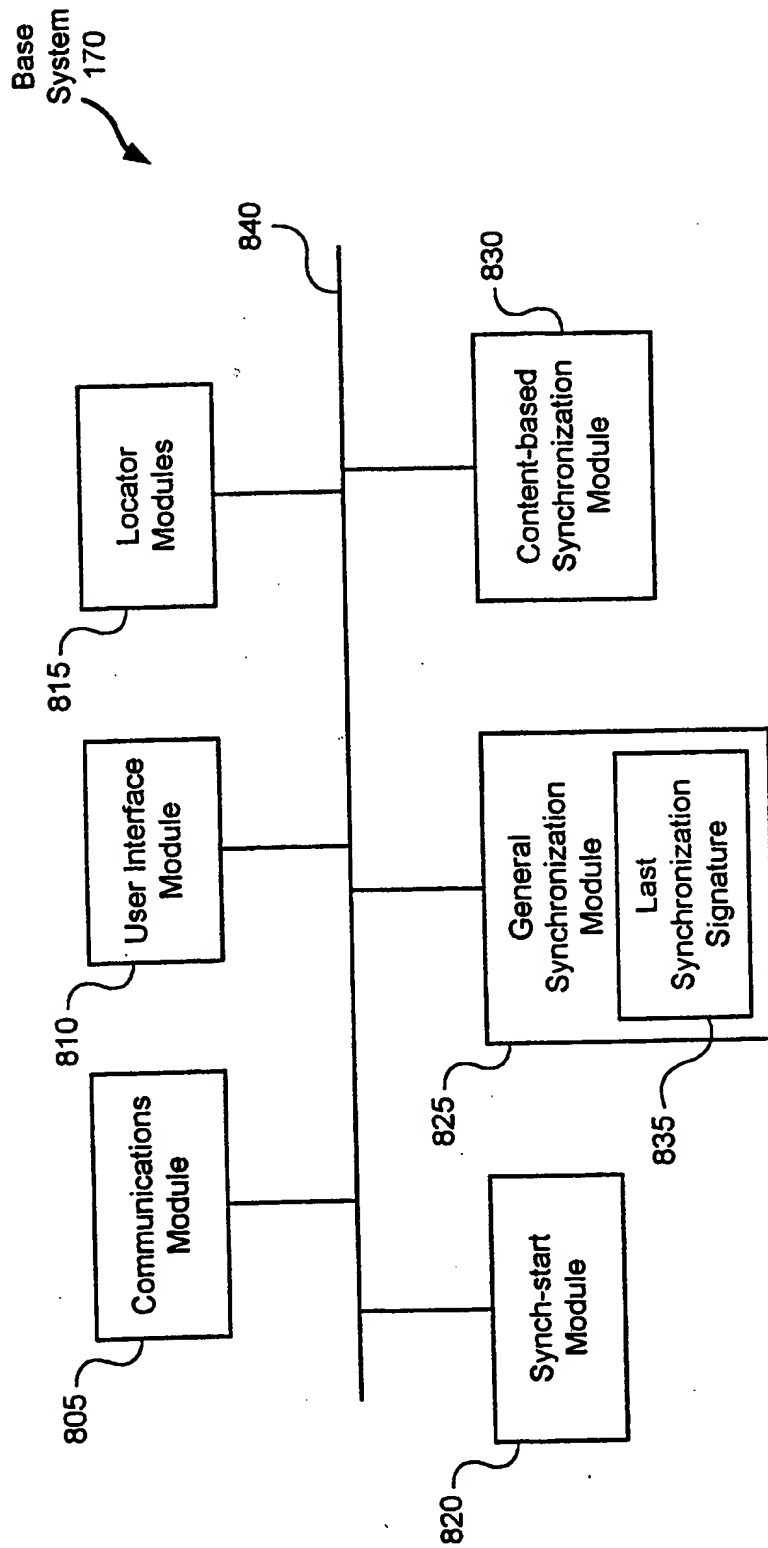 Base
System
170
805
Communications
Module
810
User Interface
Module
815
Locator
Modules
840
820
Synch-start
Module
825
General
Synchronization
Module
835
Last
Synchronization
Signature
830
Content-based
Synchronization
Module